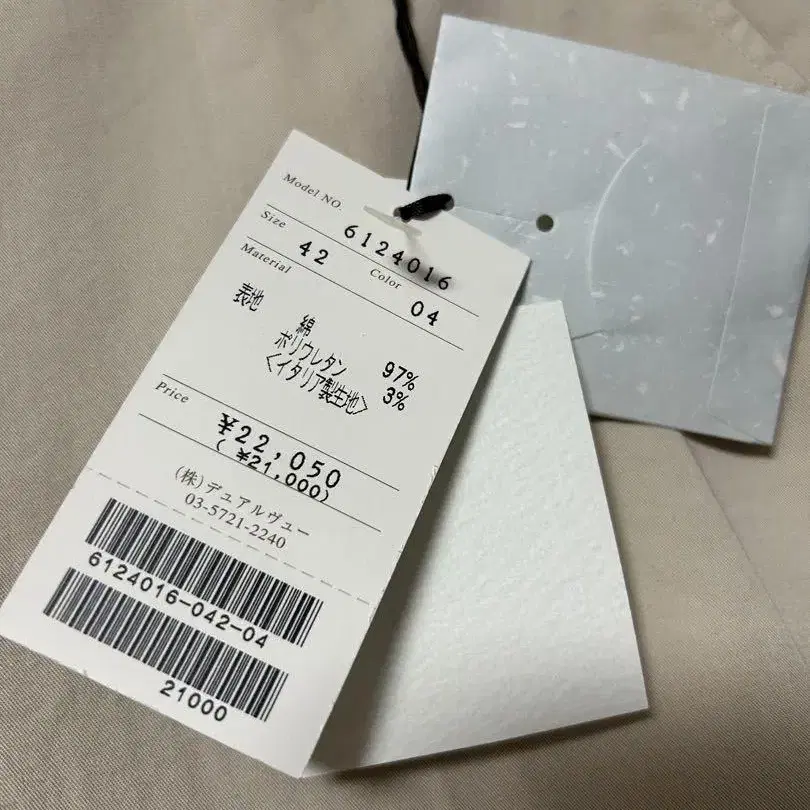 Model NO.
6124016
Size 42 Color 04
Material
表地
綿 97%
ポリウレタン 3%
<イタリア製生地>
Price
¥22,050
(¥21,000)
(株)デュアルヴュー
03-5721-2240
6124016-042-04
21000